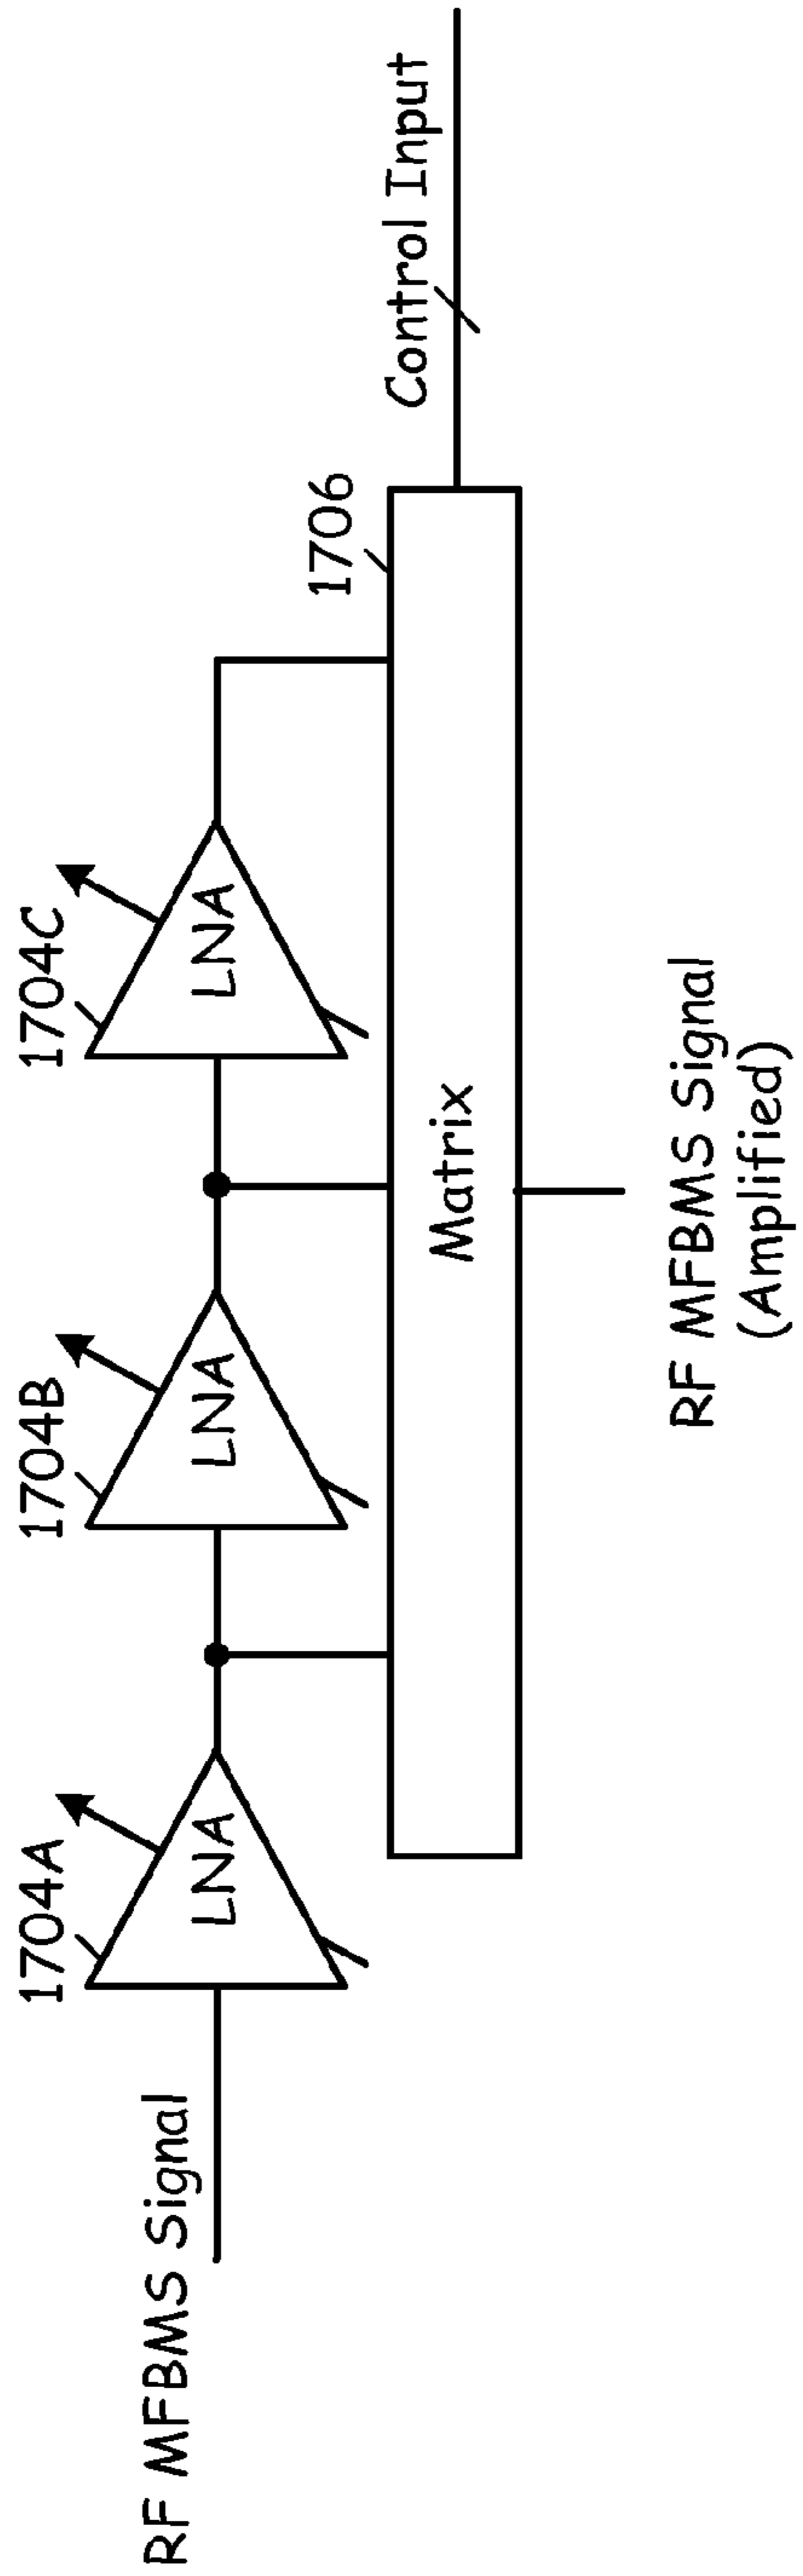 1704A
1704B
1704C
RF MFBMS Signal
LNA
LNA
LNA
1706
Control Input
Matrix
RF MFBMS Signal
(Amplified)